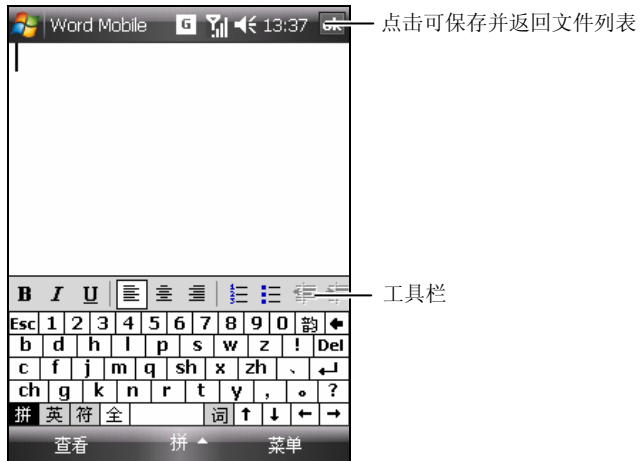 Word Mobile G 13:37 ok
点击可保存并返回文件列表
B I U
工具栏
Esc 1 2 3 4 5 6 7 8 9 0 韵
b d h l p s w z ! Del
c f j m q sh x zh 、
ch g k n r t y , 。 ?
拼 英 符 全 词 ↑ ↓ ← →
查看 拼 菜单